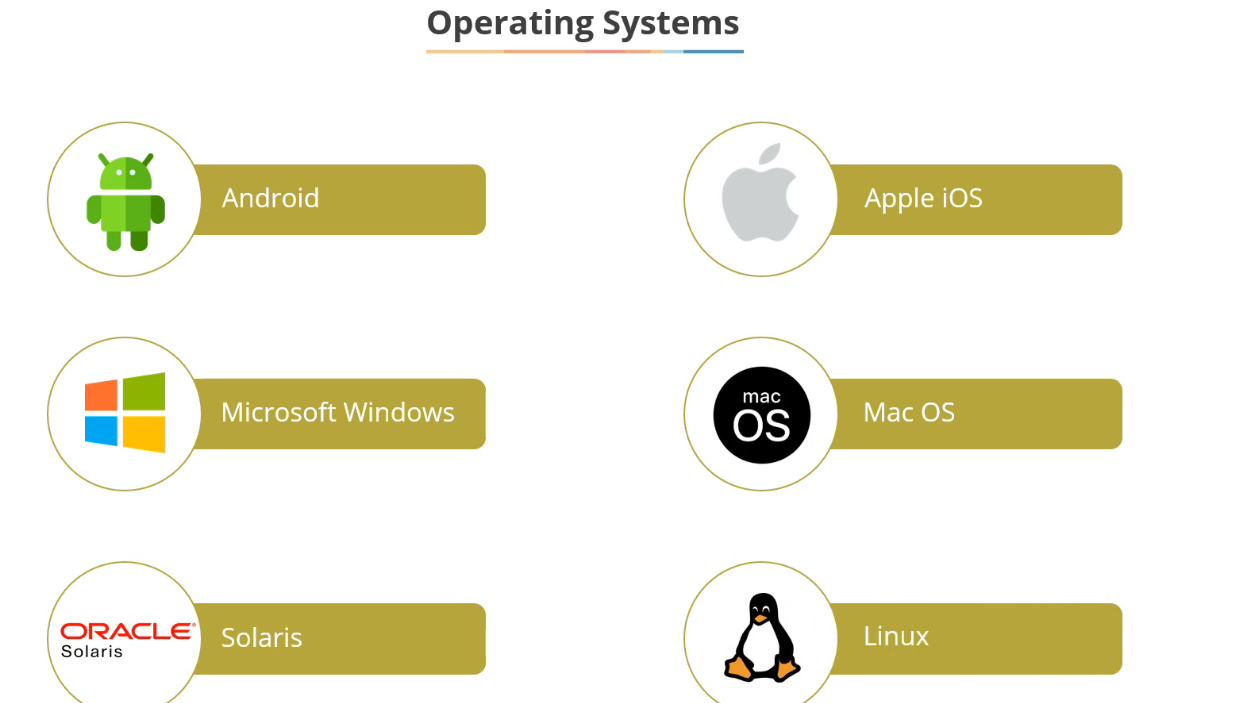 Operating Systems
Android
Apple iOS
Microsoft Windows
mac
OS
Mac OS
ORACLE®
Solaris
Solaris
Linux